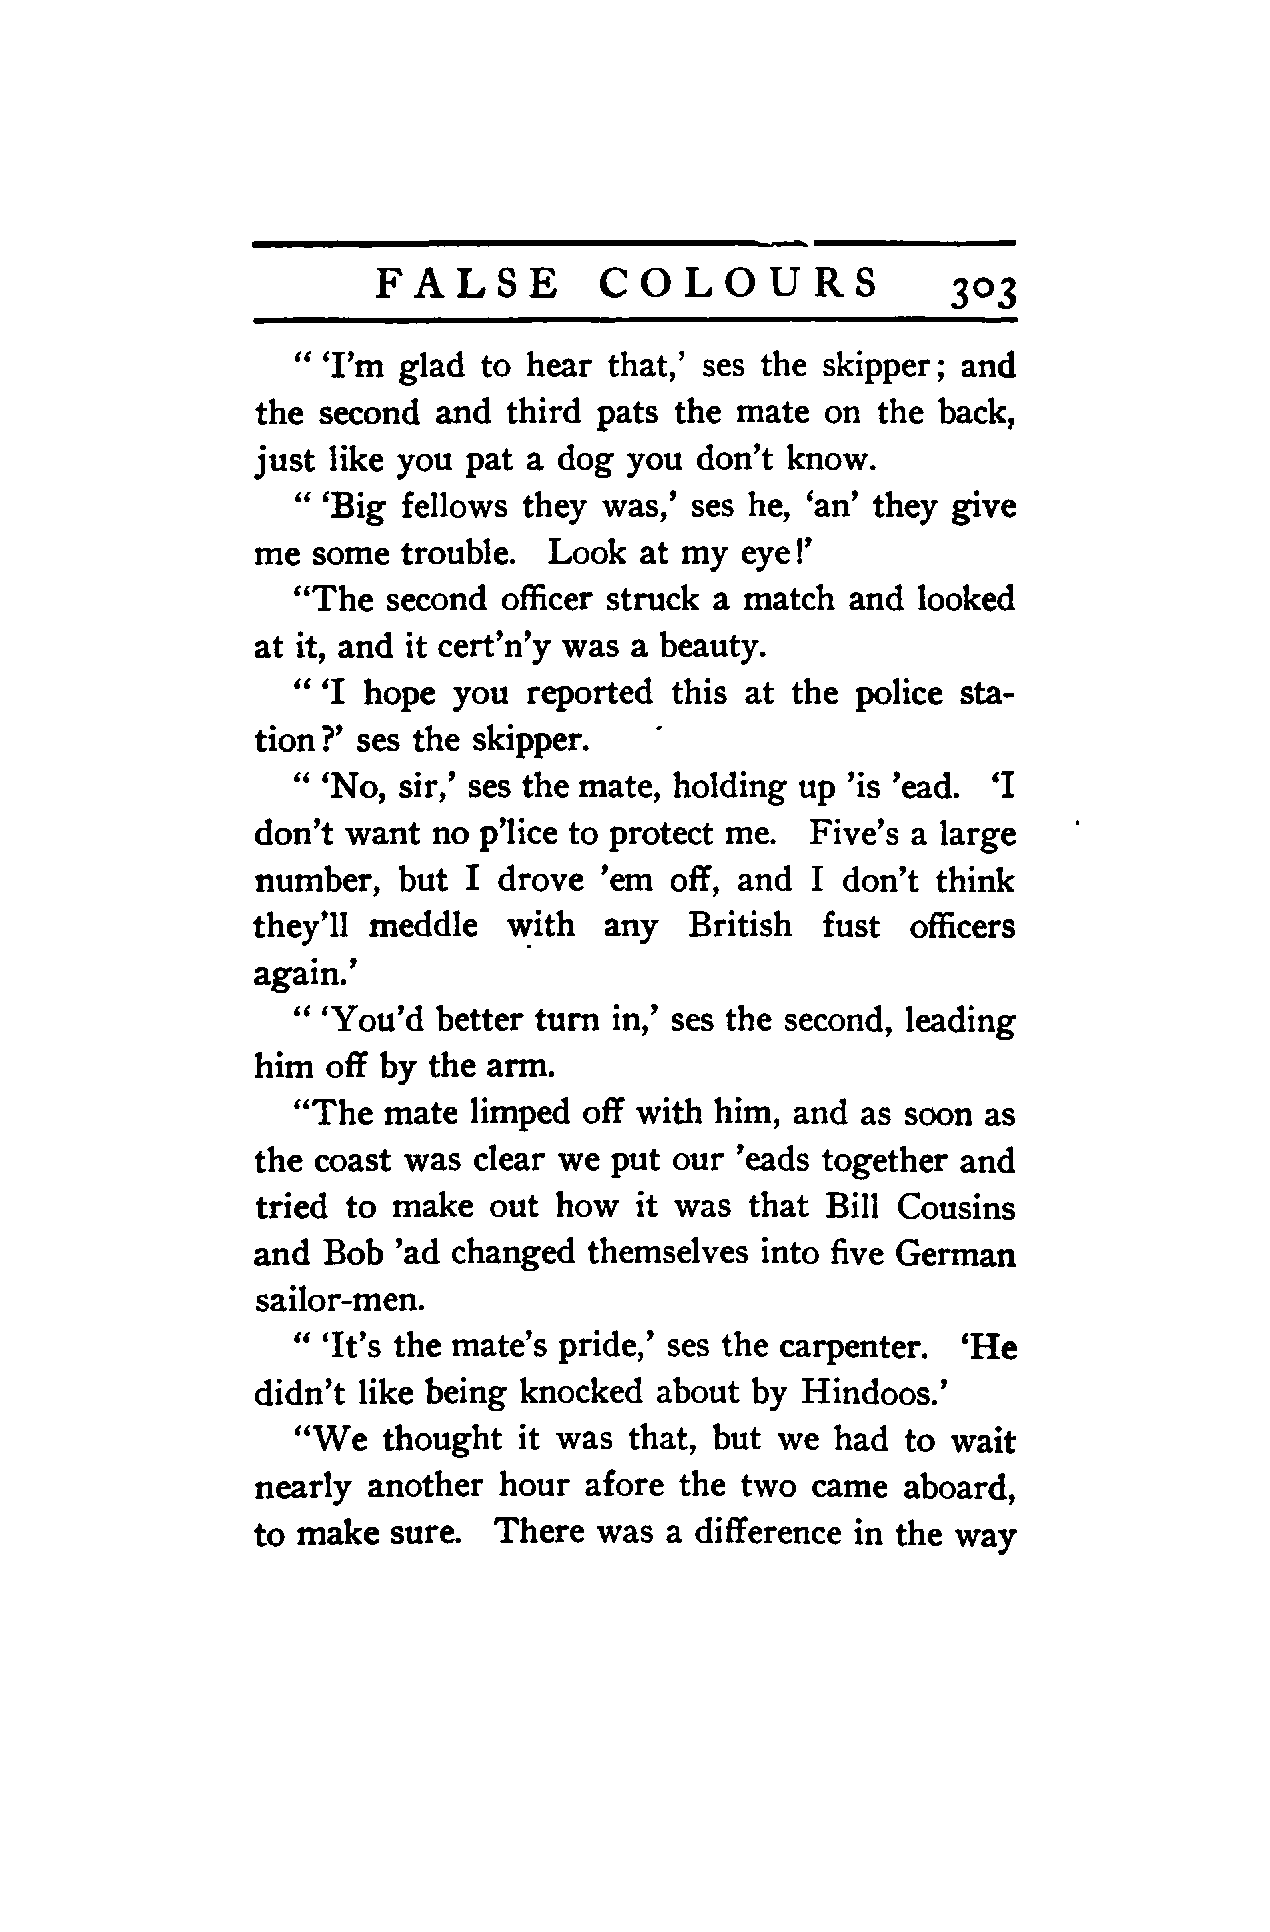 FALSE COLOURS 303
" 'I'm glad to hear that,' ses the skipper; and
the second and third pats the mate on the back,
just like you pat a dog you don't know.
" 'Big fellows they was,' ses he, 'an' they give
me some trouble. Look at my eye!'
"The second officer struck a match and looked
at it, and it cert'n'y was a beauty.
" 'I hope you reported this at the police sta-
tion?' ses the skipper.
" 'No, sir,' ses the mate, holding up 'is 'ead. 'I
don't want no p'lice to protect me. Five's a large
number, but I drove 'em off, and I don't think
they'll meddle with any British fust officers
again.'
" 'You'd better turn in,' ses the second, leading
him off by the arm.
"The mate limped off with him, and as soon as
the coast was clear we put our 'eads together and
tried to make out how it was that Bill Cousins
and Bob 'ad changed themselves into five German
sailor-men.
" 'It's the mate's pride,' ses the carpenter. 'He
didn't like being knocked about by Hindoos.'
"We thought it was that, but we had to wait
nearly another hour afore the two came aboard,
to make sure. There was a difference in the way